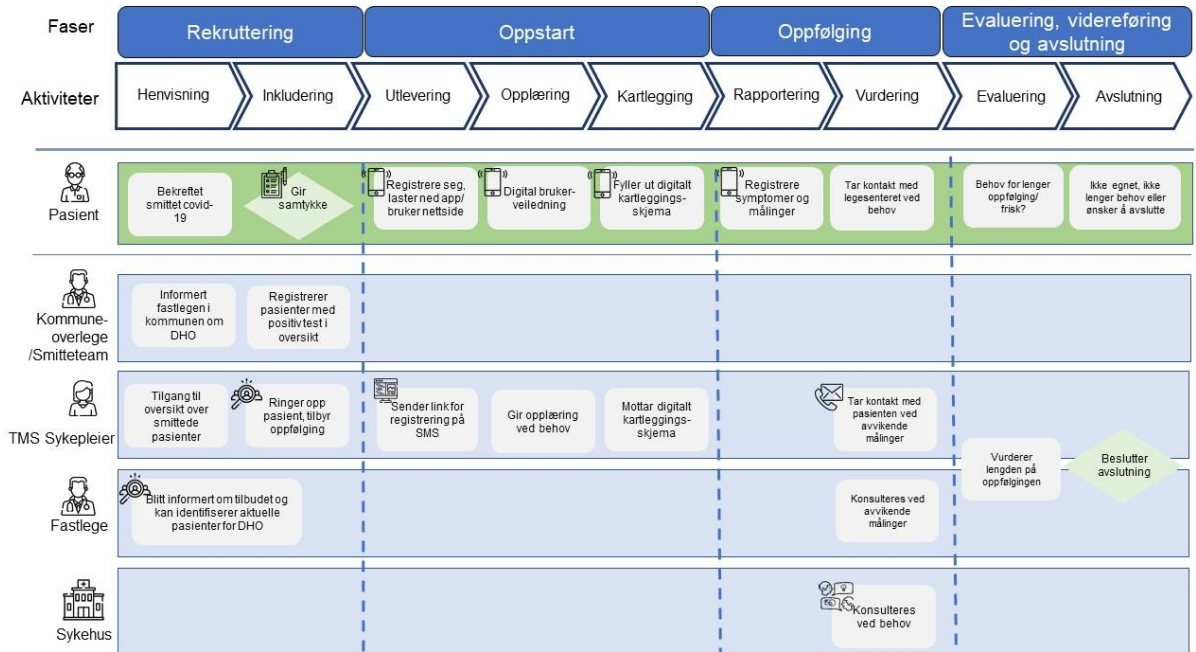 Faser
Rekruttering
Oppstart
Oppfølging
Evaluering, videreføring
og avslutning
Aktiviteter
Henvisning
Inkludering
Utlevering
Opplæring
Kartlegging
Rapportering
Vurdering
Evaluering
Avslutning
Pasient
Bekreftet
smittet covid-
19
Gir
samtykke
Registrere seg,
laster ned app/
bruker nettside
Digital bruker-
veiledning
Fyller ut digitalt
kartleggings-
skjema
Registrere
symptomer og
målinger
Tar kontakt med
legesenteret ved
behov
Behov for lenger
oppfølging/
frisk?
Ikke egnet, ikke
lenger behov eller
ønsker å avslutte
Kommune-
overlege
/Smitteteam
Informert
fastlegen i
kommunen om
DHO
Registrerer
pasienter med
positiv test i
oversikt
TMS Sykepleier
Tilgang til
oversikt over
smittede
pasienter
Ringer opp
pasient, tilbyr
oppfølging
Sender link for
registrering på
SMS
Gir opplæring
ved behov
Mottar digitalt
kartleggings-
skjema
Tar kontakt med
pasienten ved
avvikende
målinger
Vurderer
lengden på
oppfølgingen
Beslutter
avslutning
Fastlege
Blitt informert om tilbudet og
kan identifiserer aktuelle
pasienter for DHO
Konsulteres ved
avvikende
målinger
Sykehus
Konsulteres
ved behov